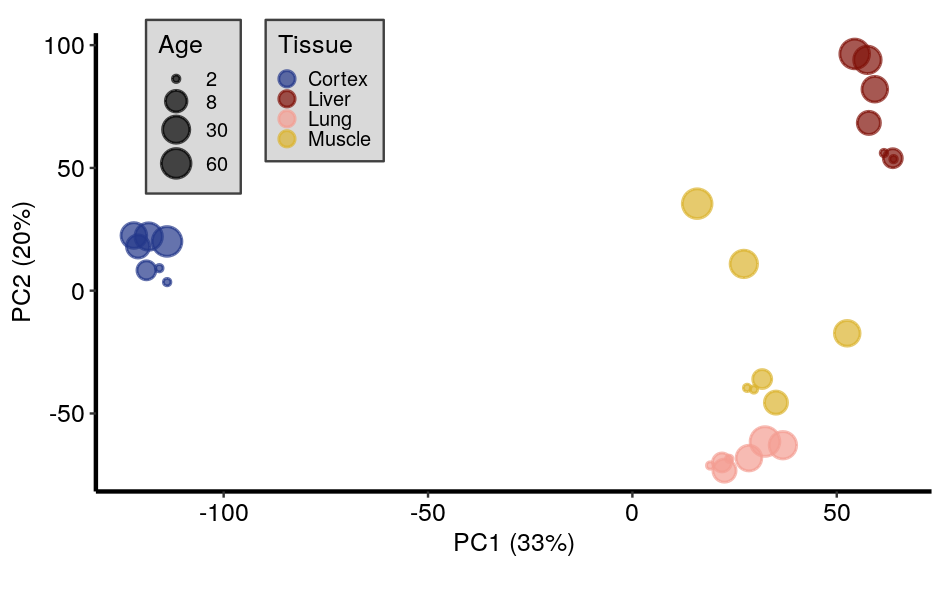 Age
2
8
30
60
Tissue
Cortex
Liver
Lung
Muscle
100
50
0
-50
PC2 (20%)
-100
-50
0
50
PC1 (33%)